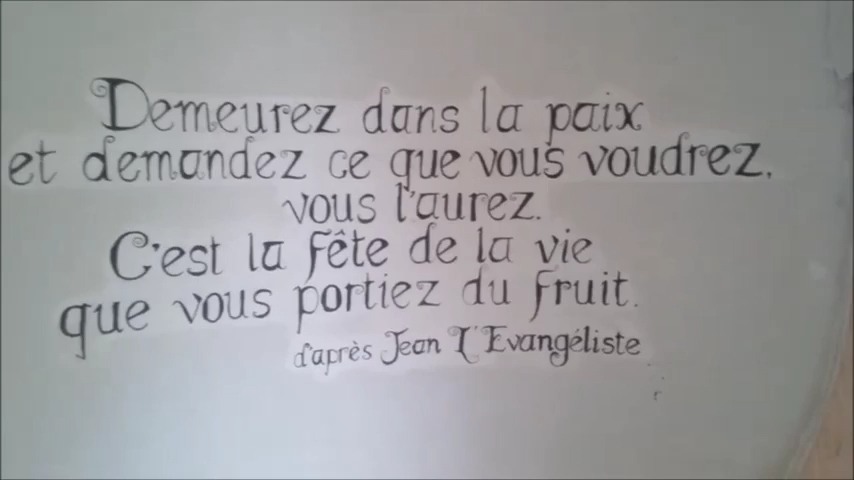 Demeurez dans la paix
et demandez ce que vous voudrez,
vous l'aurez.
C'est la fête de la vie
que vous portiez du fruit.
d'après Jean L'Evangéliste